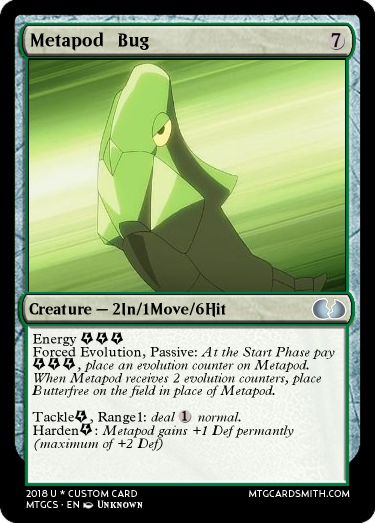 Metapod Bug 7
Creature — 2In/1Move/6Hit
Energy
Forced Evolution, Passive: At the Start Phase pay
, place an evolution counter on Metapod.
When Metapod receives 2 evolution counters, place
Butterfree on the field in place of Metapod.
Tackle, Range1: deal 1 normal.
Harden: Metapod gains +1 Def permantly
(maximum of +2 Def)
2018 U * CUSTOM CARD
MTGCARDSMITH.COM
MTGCS · EN Unknown